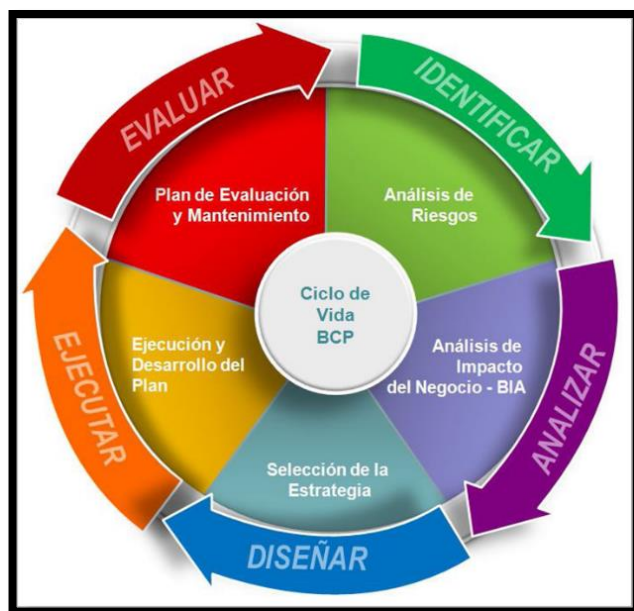 EVALUAR
IDENTIFICAR
Plan de Evaluación
y Mantenimiento
Análisis de
Riesgos
Ciclo de
Vida
BCP
Ejecución y
Desarrollo del
Plan
Análisis de
Impacto
del Negocio - BIA
Selección de la
Estrategia
EJECUTAR
ANALIZAR
DISEÑAR